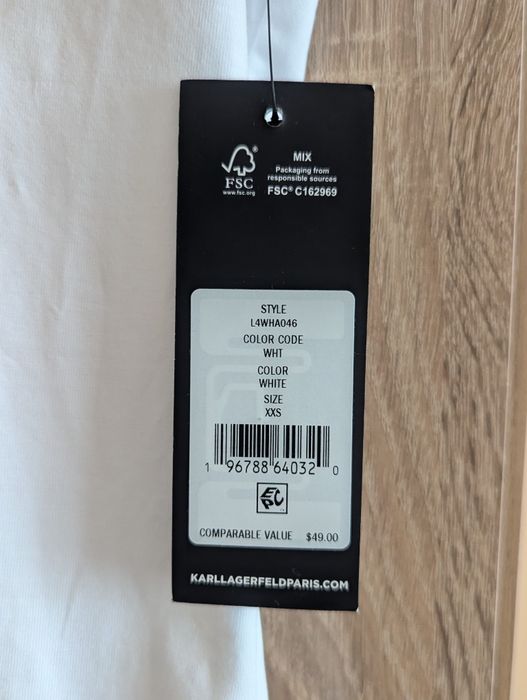 MIX
Packaging from
responsible sources
FSC® C162969
FSC
www.fsc.org
STYLE
L4WHA046
COLOR CODE
WHT
COLOR
WHITE
SIZE
XXS
1 96788 64032 0
EPC
COMPARABLE VALUE $49.00
KARLLAGERFELDPARIS.COM